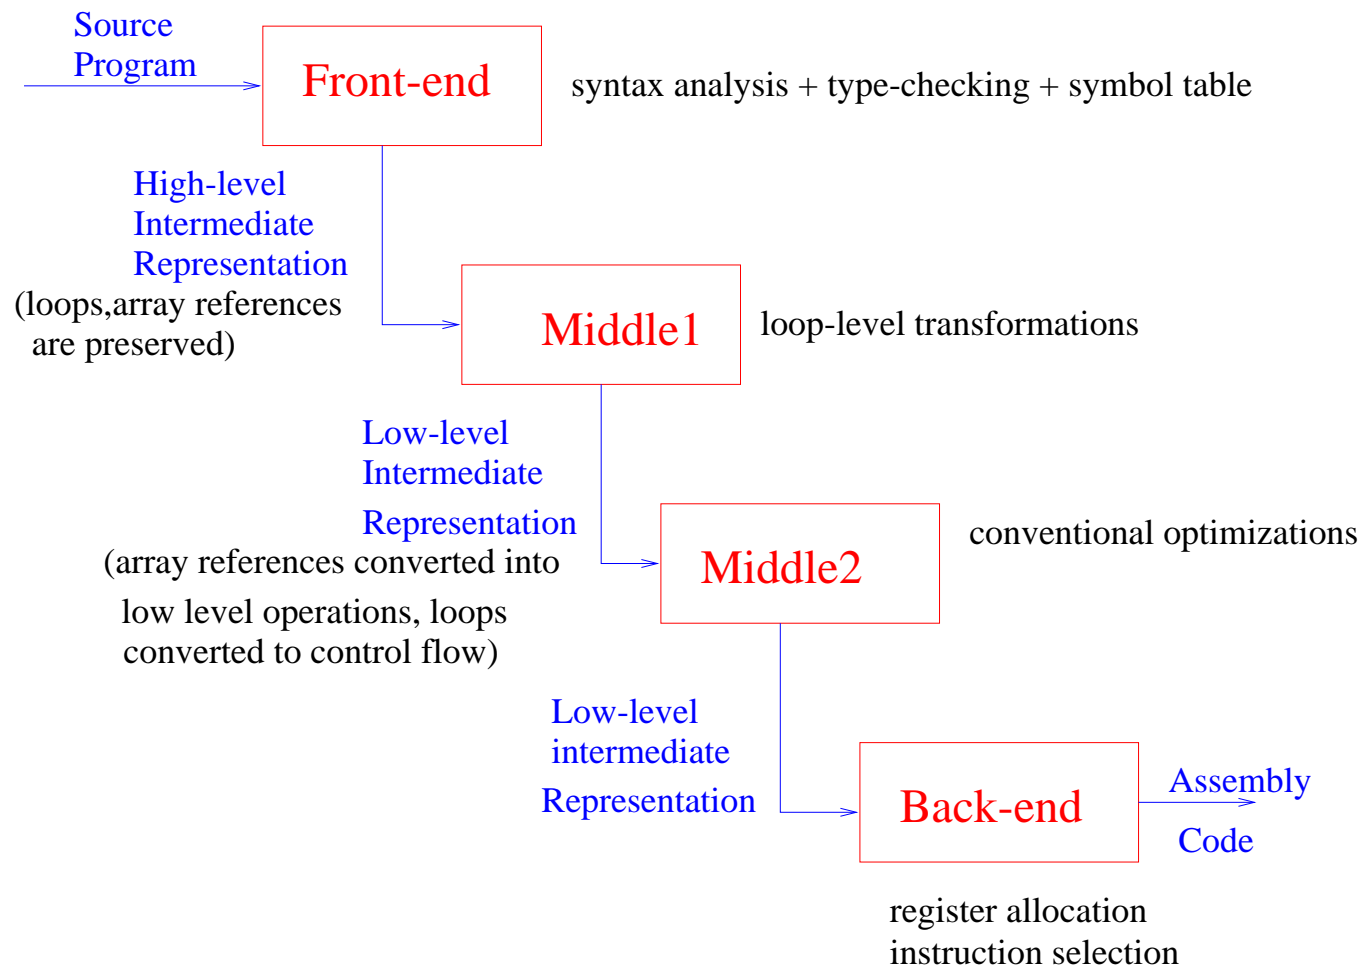 Source
Program
Front-end
syntax analysis + type-checking + symbol table
High-level
Intermediate
Representation
(loops,array references
are preserved)
Middle1
loop-level transformations
Low-level
Intermediate
Representation
(array references converted into
low level operations, loops
converted to control flow)
Middle2
conventional optimizations
Low-level
intermediate
Representation
Back-end
Assembly
Code
register allocation
instruction selection